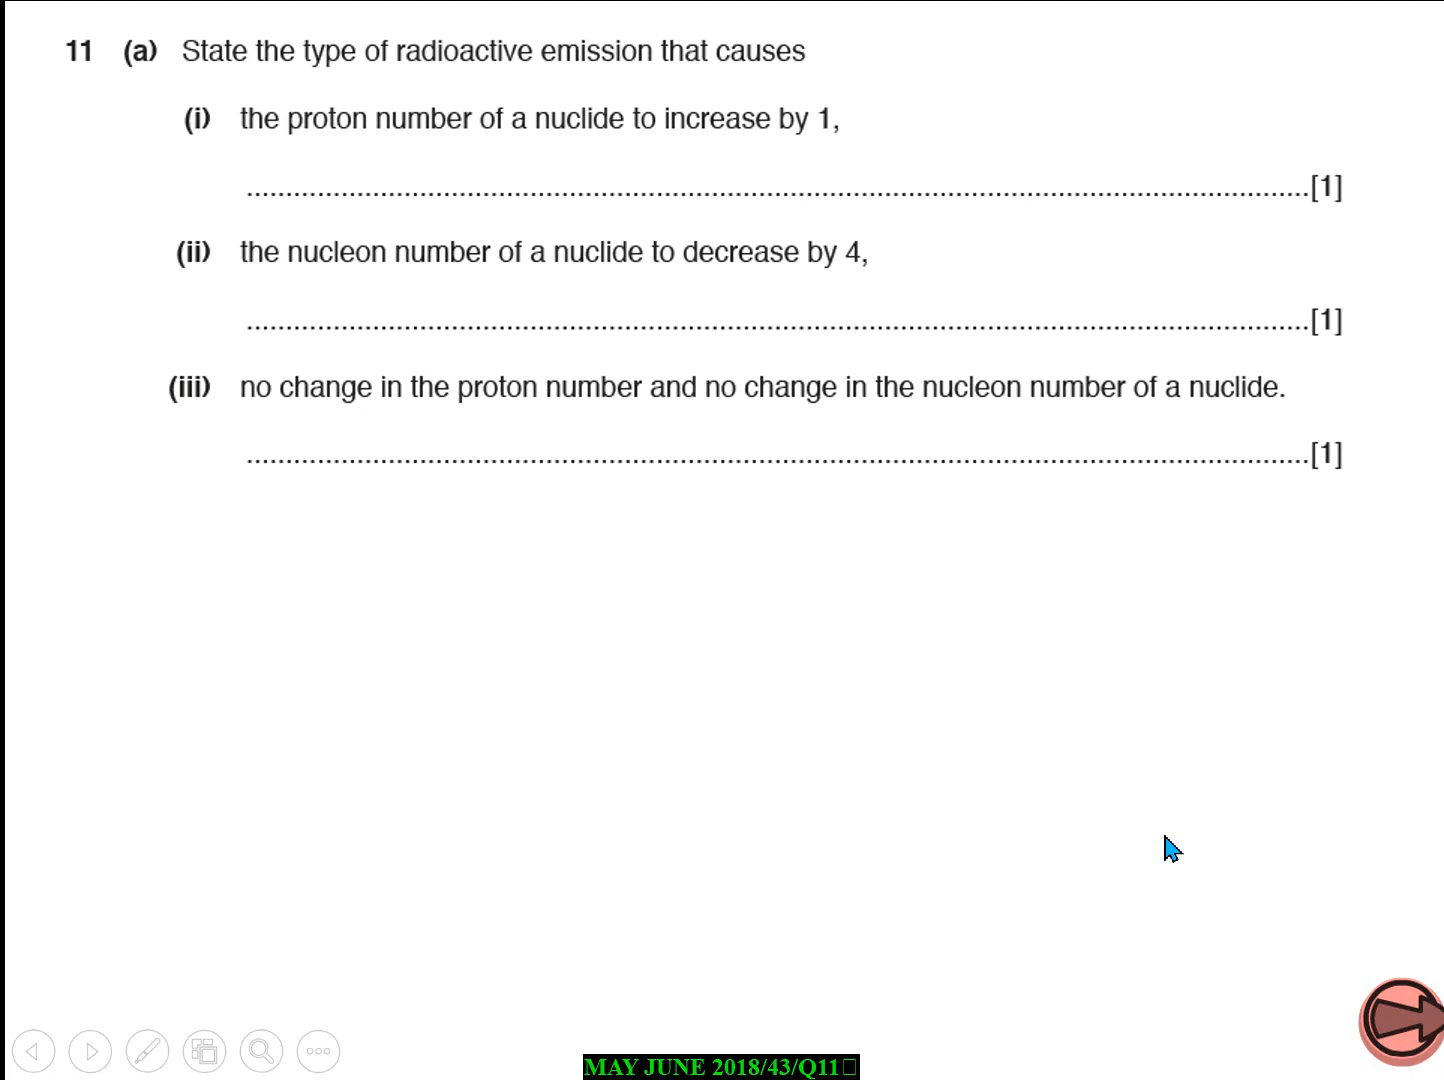 11 (a) State the type of radioactive emission that causes
(i) the proton number of a nuclide to increase by 1,
..........................................................................................................................................[1]
(ii) the nucleon number of a nuclide to decrease by 4,
..........................................................................................................................................[1]
(iii) no change in the proton number and no change in the nucleon number of a nuclide.
..........................................................................................................................................[1]
MAY JUNE 2018/43/Q11